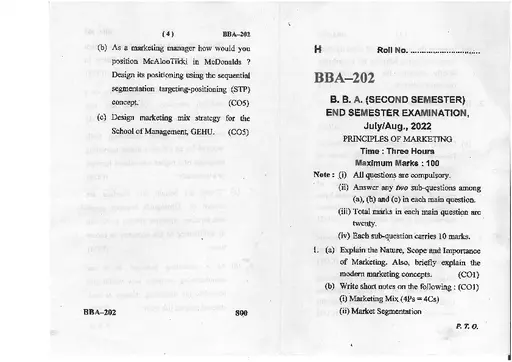 ( 4 ) BBA–202
(b) As a marketing manager how would you
position McAlooTikki in McDonalds ?
Design its positioning using the sequential
segmentation targeting-positioning (STP)
concept. (CO5)
(c) Design marketing mix strategy for the
School of Management, GEHU. (CO5)
BBA–202 800
H Roll No. ..............................
BBA–202
B. B. A. (SECOND SEMESTER)
END SEMESTER EXAMINATION,
July/Aug., 2022
PRINCIPLES OF MARKETING
Time : Three Hours
Maximum Marks : 100
Note : (i) All questions are compulsory.
(ii) Answer any two sub-questions among
(a), (b) and (c) in each main question.
(iii) Total marks in each main question are
twenty.
(iv) Each sub-question carries 10 marks.
1. (a) Explain the Nature, Scope and Importance
of Marketing. Also, briefly explain the
modern marketing concepts. (CO1)
(b) Write short notes on the following : (CO1)
(i) Marketing Mix (4Ps = 4Cs)
(ii) Market Segmentation
P. T. O.